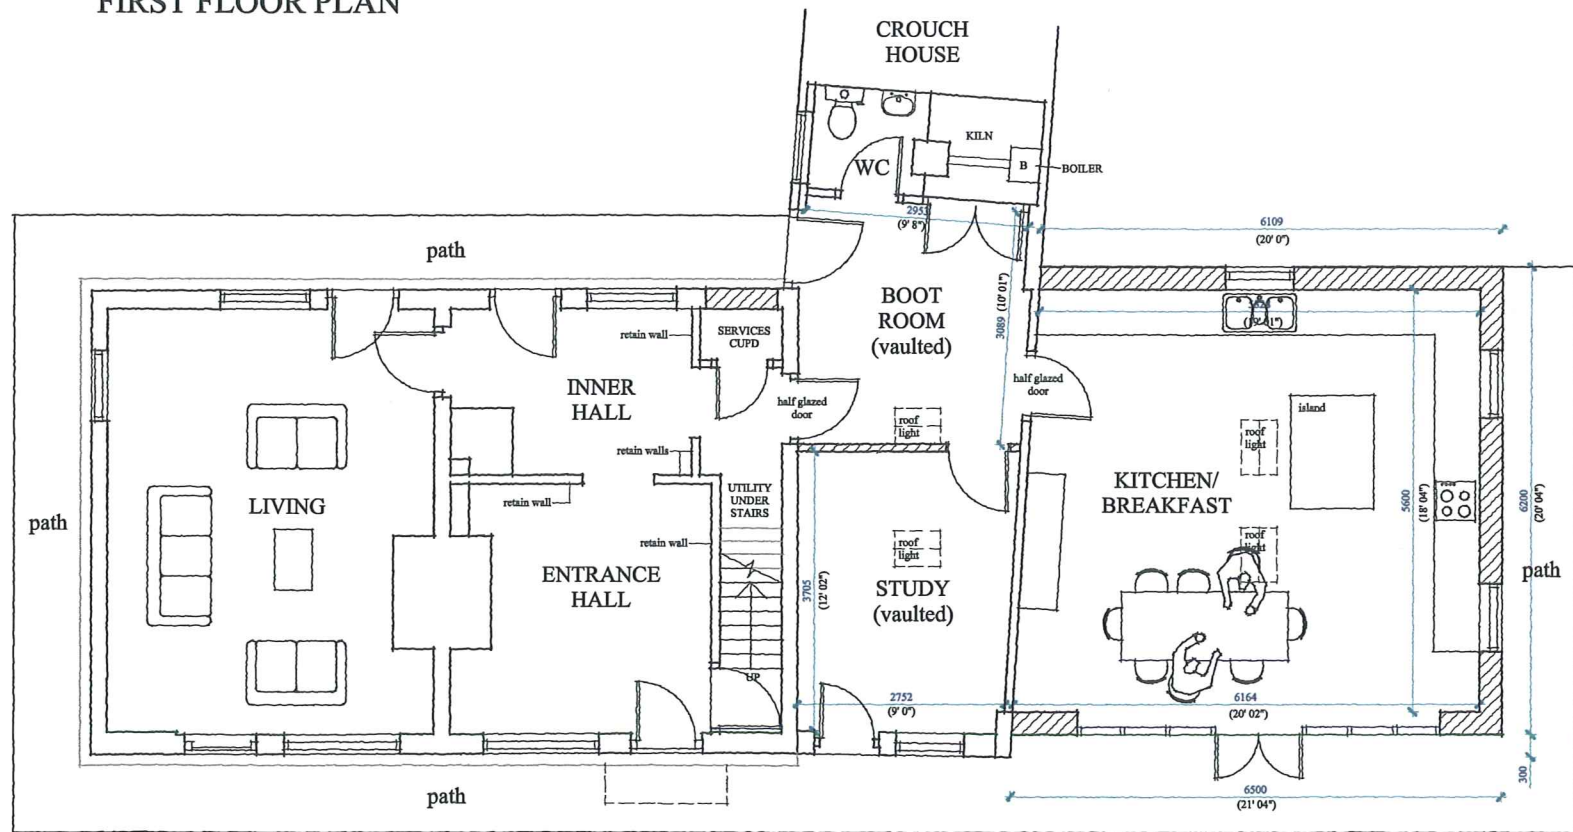 FIRST FLOOR PLAN
CROUCH
HOUSE
KILN
WC
B
BOILER
2953
(9' 8")
6109
(20' 0")
path
BOOT
ROOM
(vaulted)
3089 (10' 01")
(19' 01")
retain wall
SERVICES
CUPD
INNER
HALL
half glazed
door
half glazed
door
roof
light
roof
light
island
retain walls
KITCHEN/
BREAKFAST
5600
(18' 04")
6200
(20' 04")
UTILITY
UNDER
STAIRS
LIVING
retain wall
path
retain wall
roof
light
roof
light
ENTRANCE
HALL
3705
(12' 02")
STUDY
(vaulted)
path
UP
2752
(9' 0")
6164
(20' 02")
300
path
6500
(21' 04")